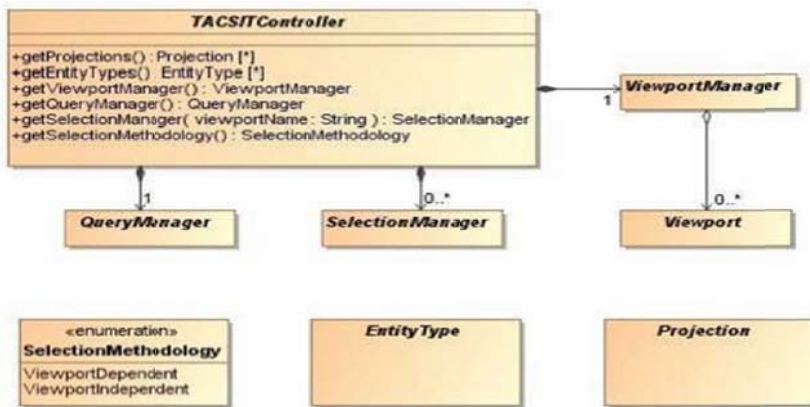 TACSITController
+getProjections() : Projection [*]
+getEntityTypes() EntityType [*]
+getViewportManager() : ViewportManager
+getQueryManager() : QueryManager
+getSelectionManager( viewportName : String ) : SelectionManager
+getSelectionMethodology() : SelectionMethodology
1
ViewportManager
1
0..*
0..*
QueryManager
SelectionManager
Viewport
«enumeration»
SelectionMethodology
ViewportDependent
ViewportIndependent
EntityType
Projection